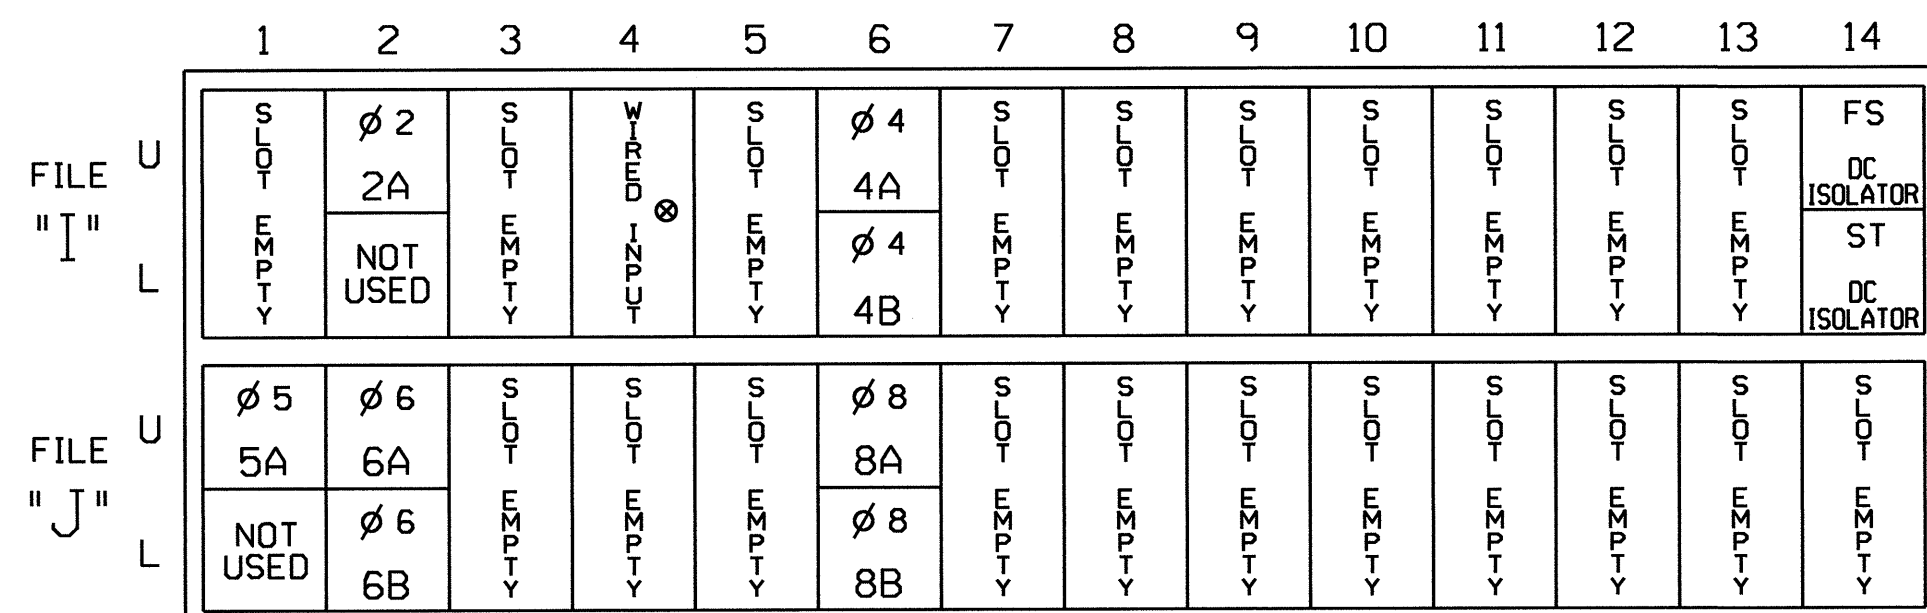 1 2 3 4 5 6 7 8 9 10 11 12 13 14
FILE "I"
U
L
SLOT EMPTY
ø 2
2A
NOT
USED
SLOT EMPTY
WIRED INPUT
⊗
SLOT EMPTY
ø 4
4A
ø 4
4B
SLOT EMPTY
SLOT EMPTY
SLOT EMPTY
SLOT EMPTY
SLOT EMPTY
SLOT EMPTY
SLOT EMPTY
FS
DC
ISOLATOR
ST
DC
ISOLATOR
FILE "J"
U
L
ø 5
5A
NOT
USED
ø 6
6A
ø 6
6B
SLOT EMPTY
SLOT EMPTY
SLOT EMPTY
ø 8
8A
ø 8
8B
SLOT EMPTY
SLOT EMPTY
SLOT EMPTY
SLOT EMPTY
SLOT EMPTY
SLOT EMPTY
SLOT EMPTY
SLOT EMPTY